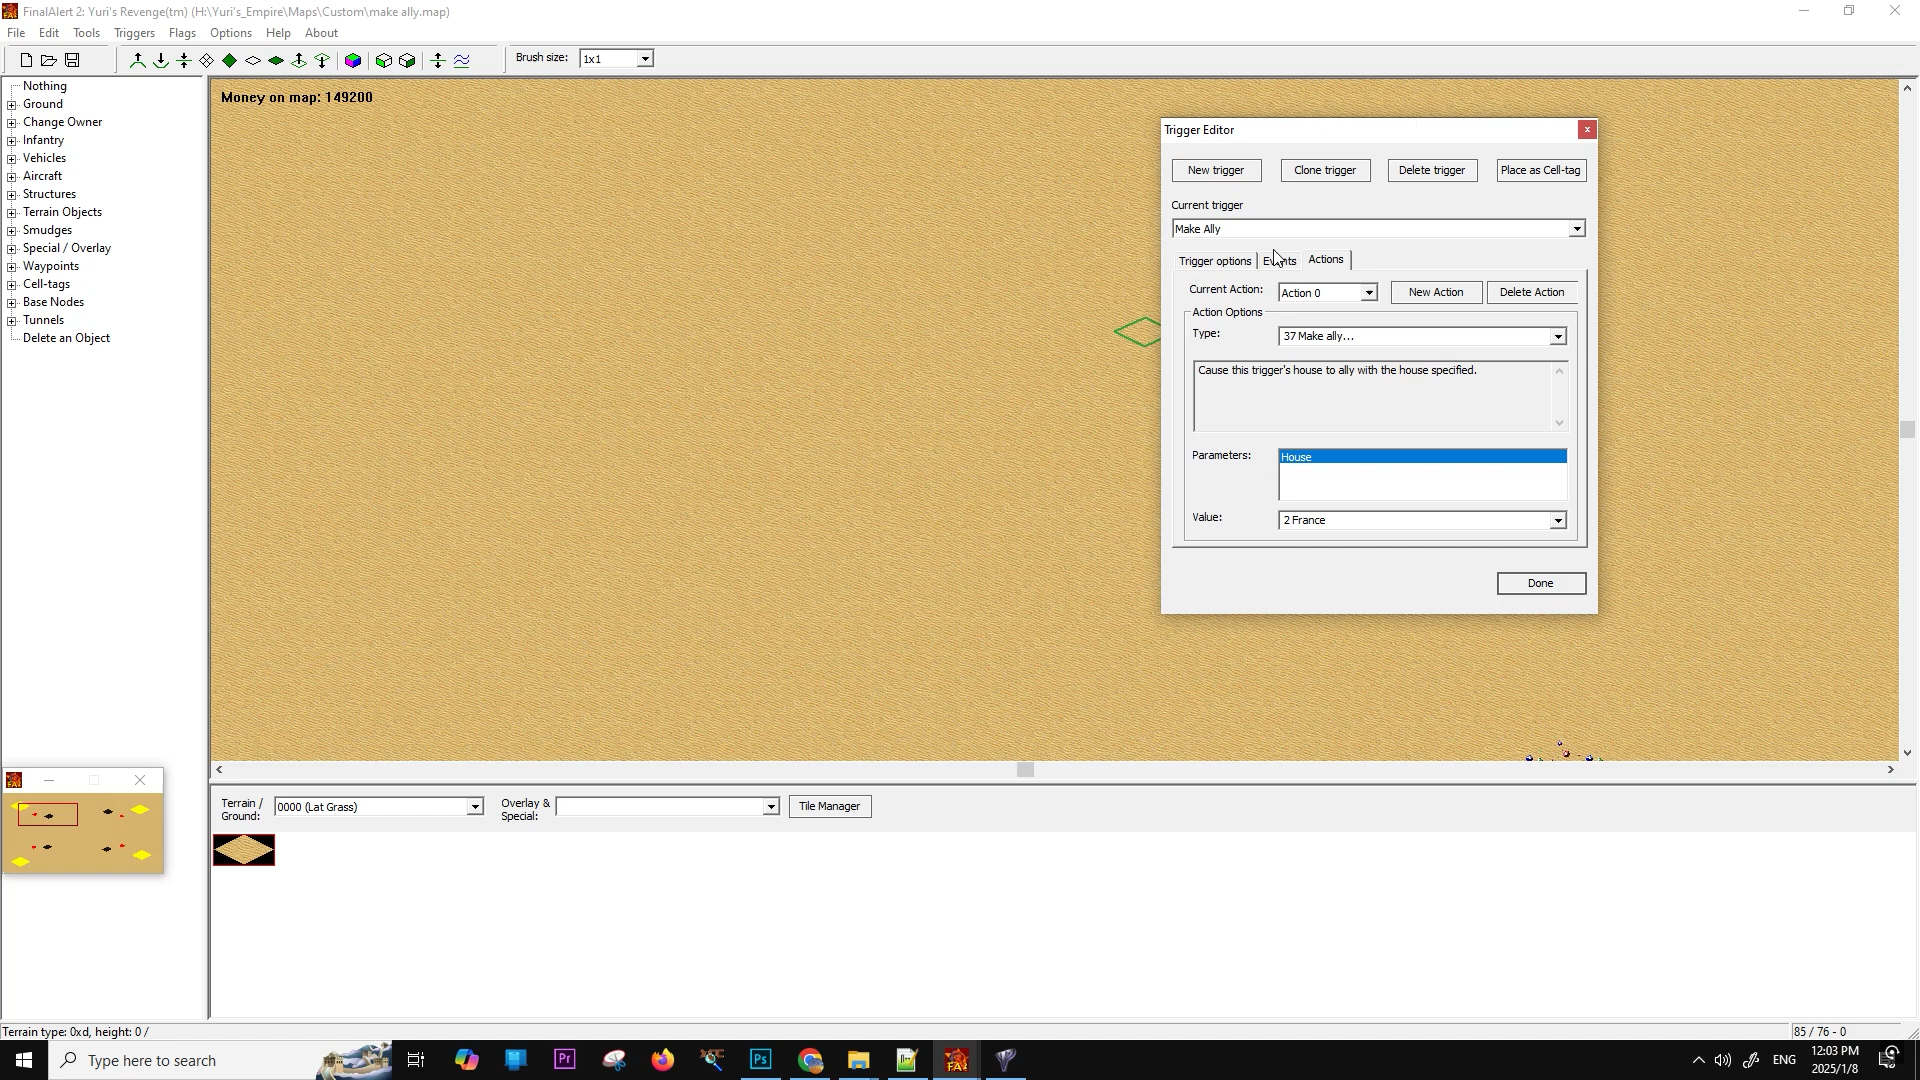 FinalAlert 2: Yuri's Revenge(tm) (H:\Yuri's_Empire\Maps\Custom\make ally.map)
File Edit Tools Triggers Flags Options Help About
Brush size: 1x1
Nothing
Ground
Change Owner
Infantry
Vehicles
Aircraft
Structures
Terrain Objects
Smudges
Special / Overlay
Waypoints
Cell-tags
Base Nodes
Tunnels
Delete an Object
Money on map: 149200
Trigger Editor
New trigger Clone trigger Delete trigger Place as Cell-tag
Current trigger
Make Ally
Trigger options Events Actions
Current Action: Action 0 New Action Delete Action
Action Options
Type: 37 Make ally...
Cause this trigger's house to ally with the house specified.
Parameters: House
Value: 2 France
Done
Terrain / Ground: 0000 (Lat Grass) Overlay & Special: Tile Manager
Terrain type: 0xd, height: 0 /
85 / 76 - 0
Type here to search
ENG
12:03 PM
2025/1/8